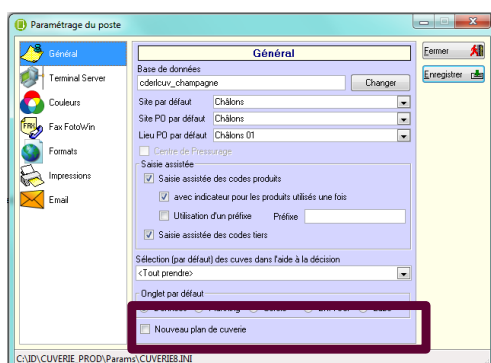 Paramétrage du poste
Général
Terminal Server
Couleurs
Fax FotoWin
Formats
Impressions
Email
Général
Base de données
cderlcuv_champagne
Changer
Site par défaut Châlons
Site PO par défaut Châlons
Lieu PO par défaut Châlons 01
Centre de Pressurage
Saisie assistée
Saisie assistée des codes produits
avec indicateur pour les produits utilisés une fois
Utilisation d'un préfixe Préfixe
Saisie assistée des codes tiers
Sélection (par défaut) des cuves dans l'aide à la décision
<Tout prendre>
Onglet par défaut
Nouveau plan de cuverie
Fermer
Enregistrer
C:\ID\CUVERIE_PROD\Params\CUVERIEB.INI